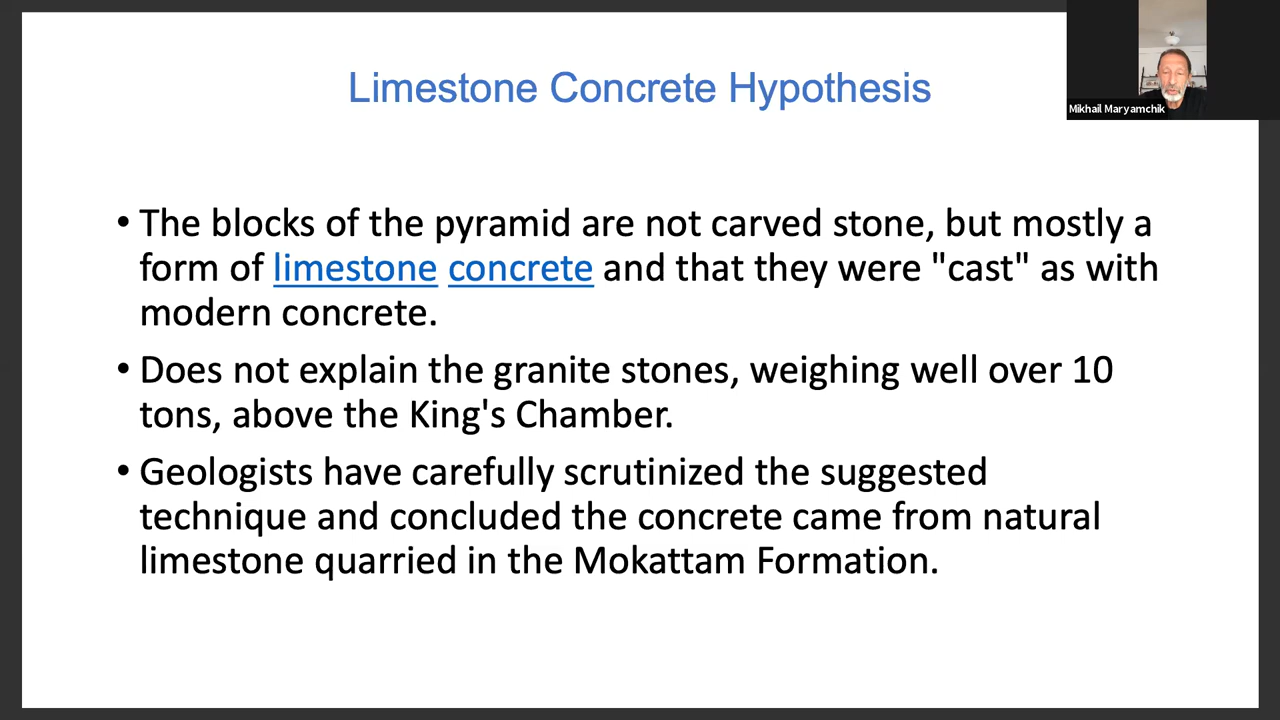 Limestone Concrete Hypothesis
Mikhail Maryamchik
• The blocks of the pyramid are not carved stone, but mostly a
form of limestone concrete and that they were "cast" as with
modern concrete.
• Does not explain the granite stones, weighing well over 10
tons, above the King's Chamber.
• Geologists have carefully scrutinized the suggested
technique and concluded the concrete came from natural
limestone quarried in the Mokattam Formation.